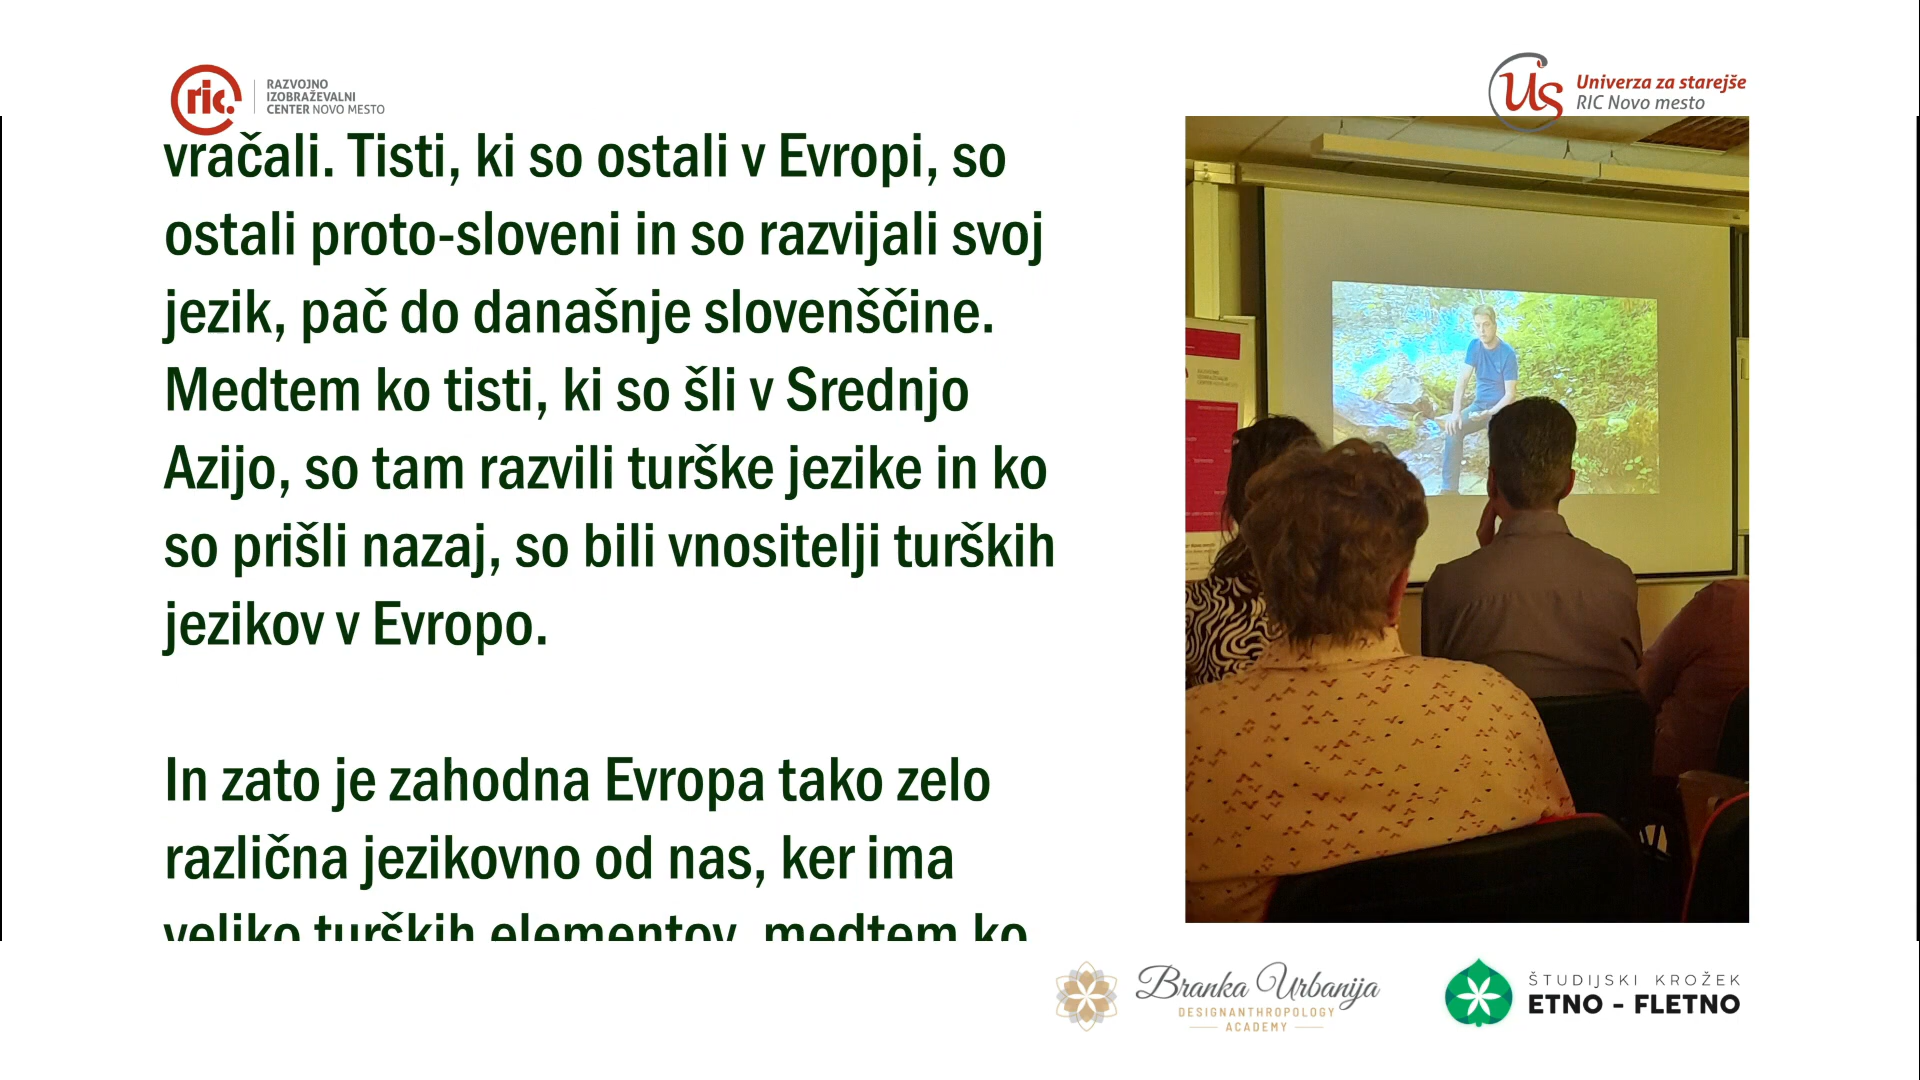 ric.
RAZVOJNO
IZOBRAŽEVALNI
CENTER NOVO MESTO
Us
Univerza za starejše
RIC Novo mesto
vračali. Tisti, ki so ostali v Evropi, so
ostali proto-sloveni in so razvijali svoj
jezik, pač do današnje slovenščine.
Medtem ko tisti, ki so šli v Srednjo
Azijo, so tam razvili turške jezike in ko
so prišli nazaj, so bili vnositelji turških
jezikov v Evropo.
In zato je zahodna Evropa tako zelo
različna jezikovno od nas, ker ima
veliko turških elementov, medtem ko
Branka Urbanija
DESIGNANTHROPOLOGY
ACADEMY
ŠTUDIJSKI KROŽEK
ETNO - FLETNO